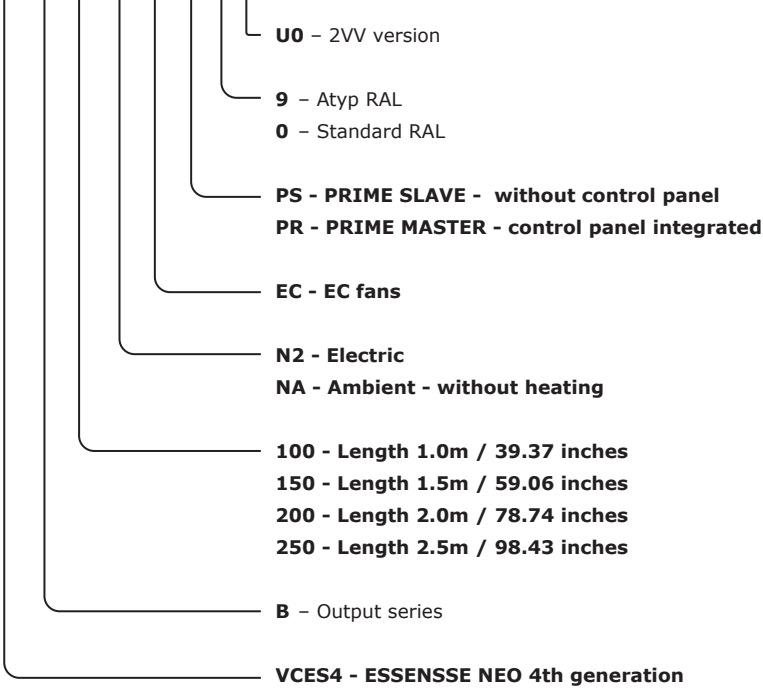 U0 – 2VV version
9 – Atyp RAL
0 – Standard RAL
PS - PRIME SLAVE - without control panel
PR - PRIME MASTER - control panel integrated
EC - EC fans
N2 - Electric
NA - Ambient - without heating
100 - Length 1.0m / 39.37 inches
150 - Length 1.5m / 59.06 inches
200 - Length 2.0m / 78.74 inches
250 - Length 2.5m / 98.43 inches
B – Output series
VCES4 - ESSENSSE NEO 4th generation